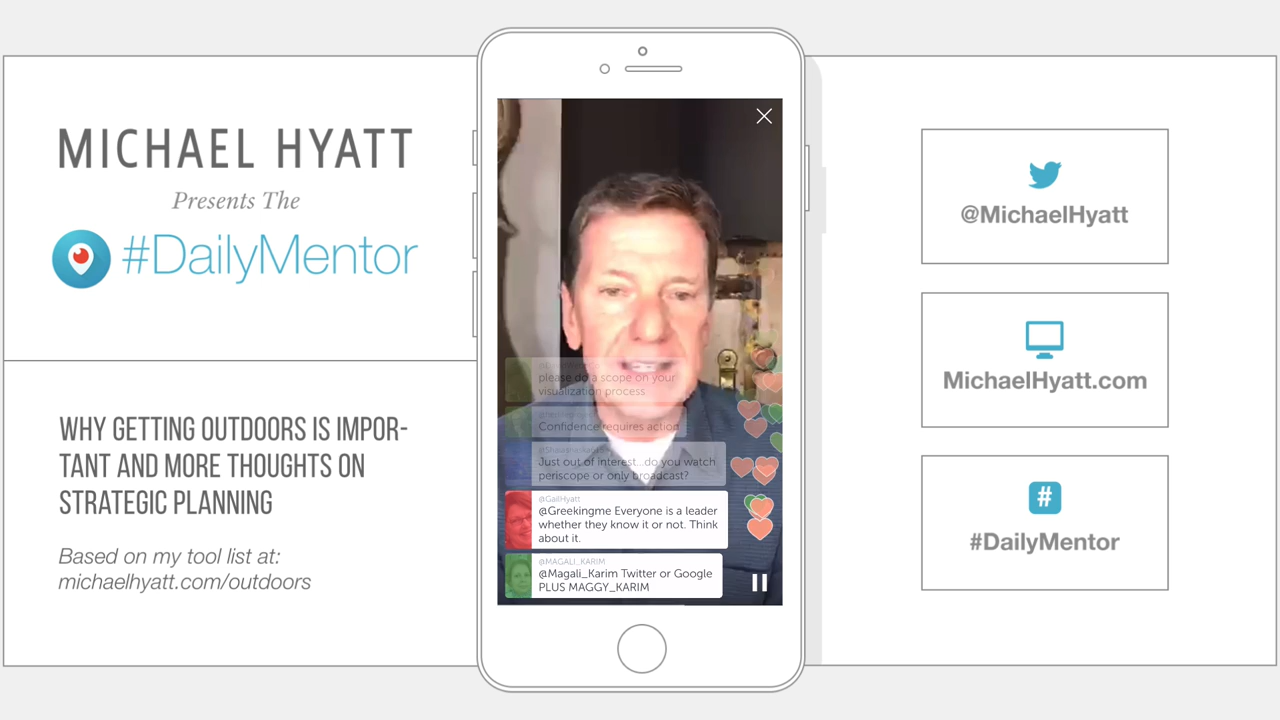 MICHAEL HYATT
Presents The
#DailyMentor
WHY GETTING OUTDOORS IS IMPOR-
TANT AND MORE THOUGHTS ON
STRATEGIC PLANNING
Based on my tool list at:
michaelhyatt.com/outdoors
please do a scope on your
visualization process
Confidence requires action
Just out of interest...do you watch
periscope or only broadcast?
@GailHyatt
@Greekingme Everyone is a leader
whether they know it or not. Think
about it.
@MAGALI_KARIM
@Magali_Karim Twitter or Google
PLUS MAGGY_KARIM
@MichaelHyatt
MichaelHyatt.com
#
#DailyMentor